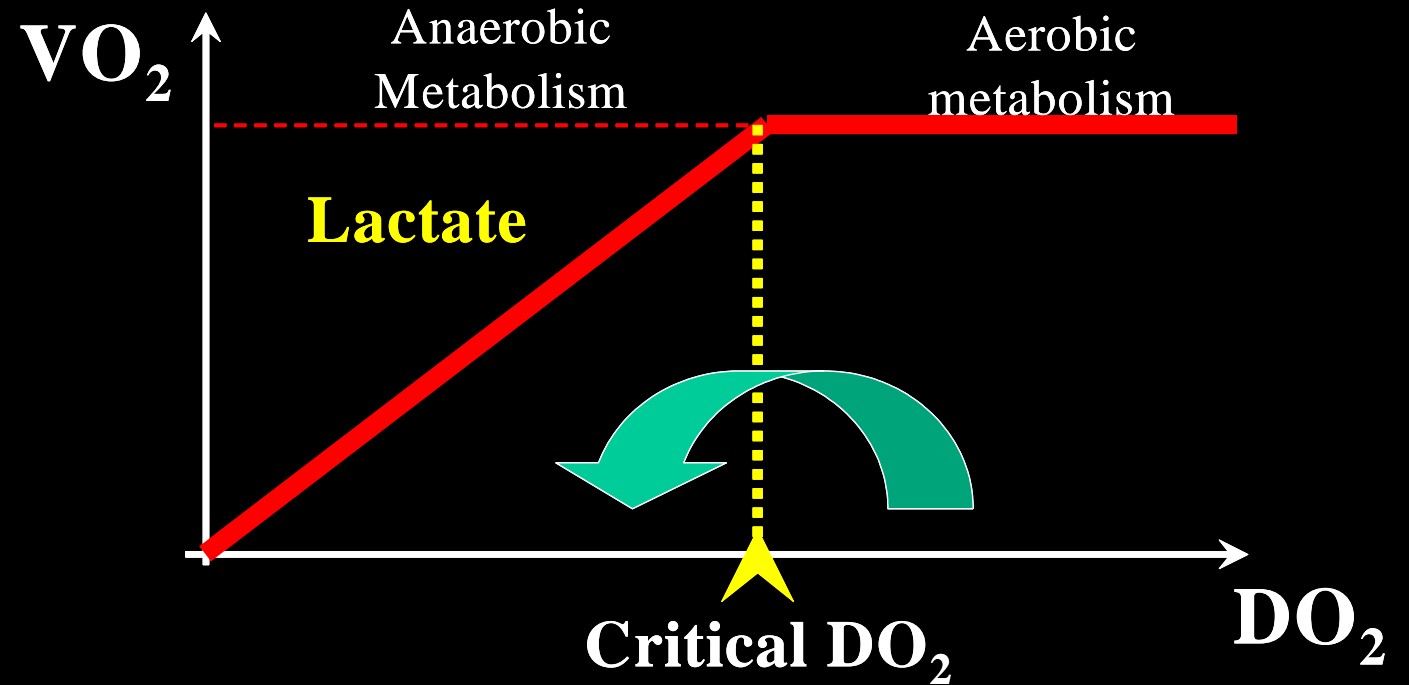 VO₂
Anaerobic
Metabolism
Aerobic
metabolism
Lactate
Critical DO₂
DO₂